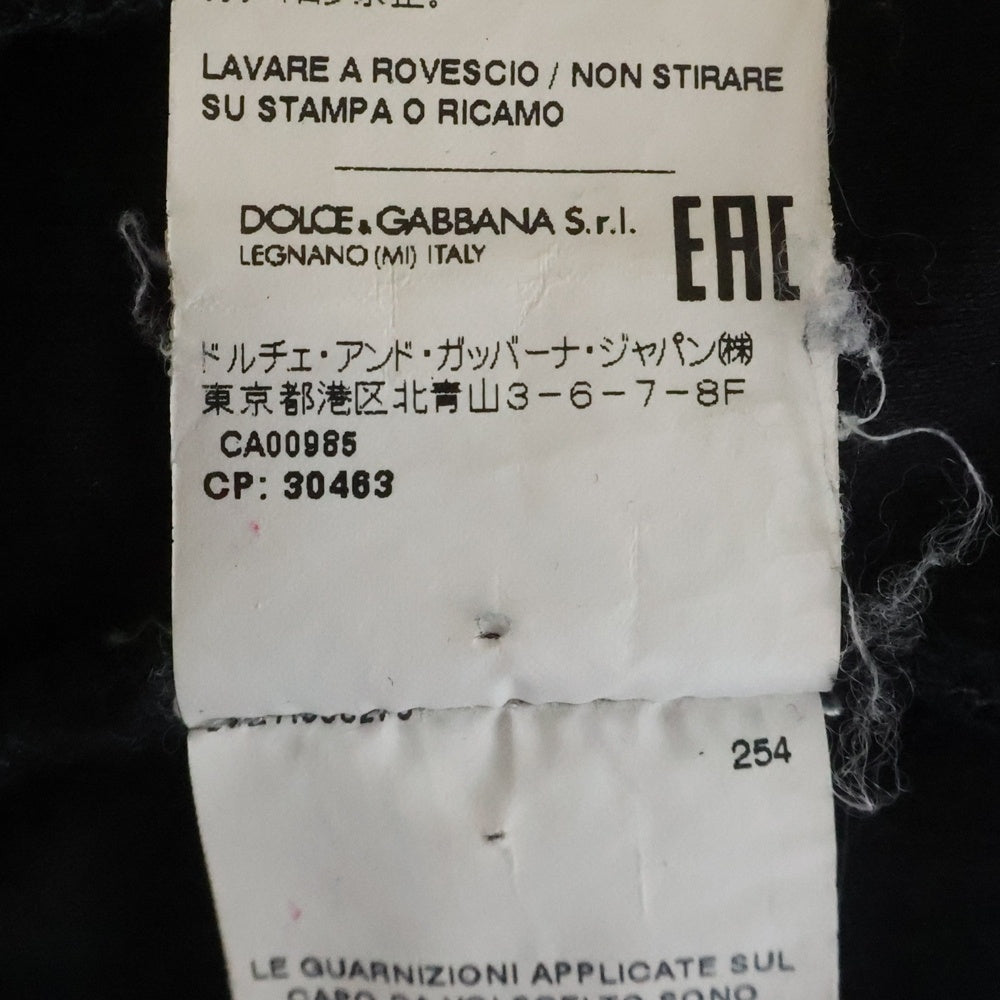 LAVARE A ROVESCIO / NON STIRARE
SU STAMPA O RICAMO
DOLCE & GABBANA S.r.l.
LEGNANO (MI) ITALY
EAC
ドルチェ・アンド・ガッバーナ・ジャパン㈱
東京都港区北青山3-6-7-8F
CA00985
CP: 30463
254
LE GUARNIZIONI APPLICATE SUL